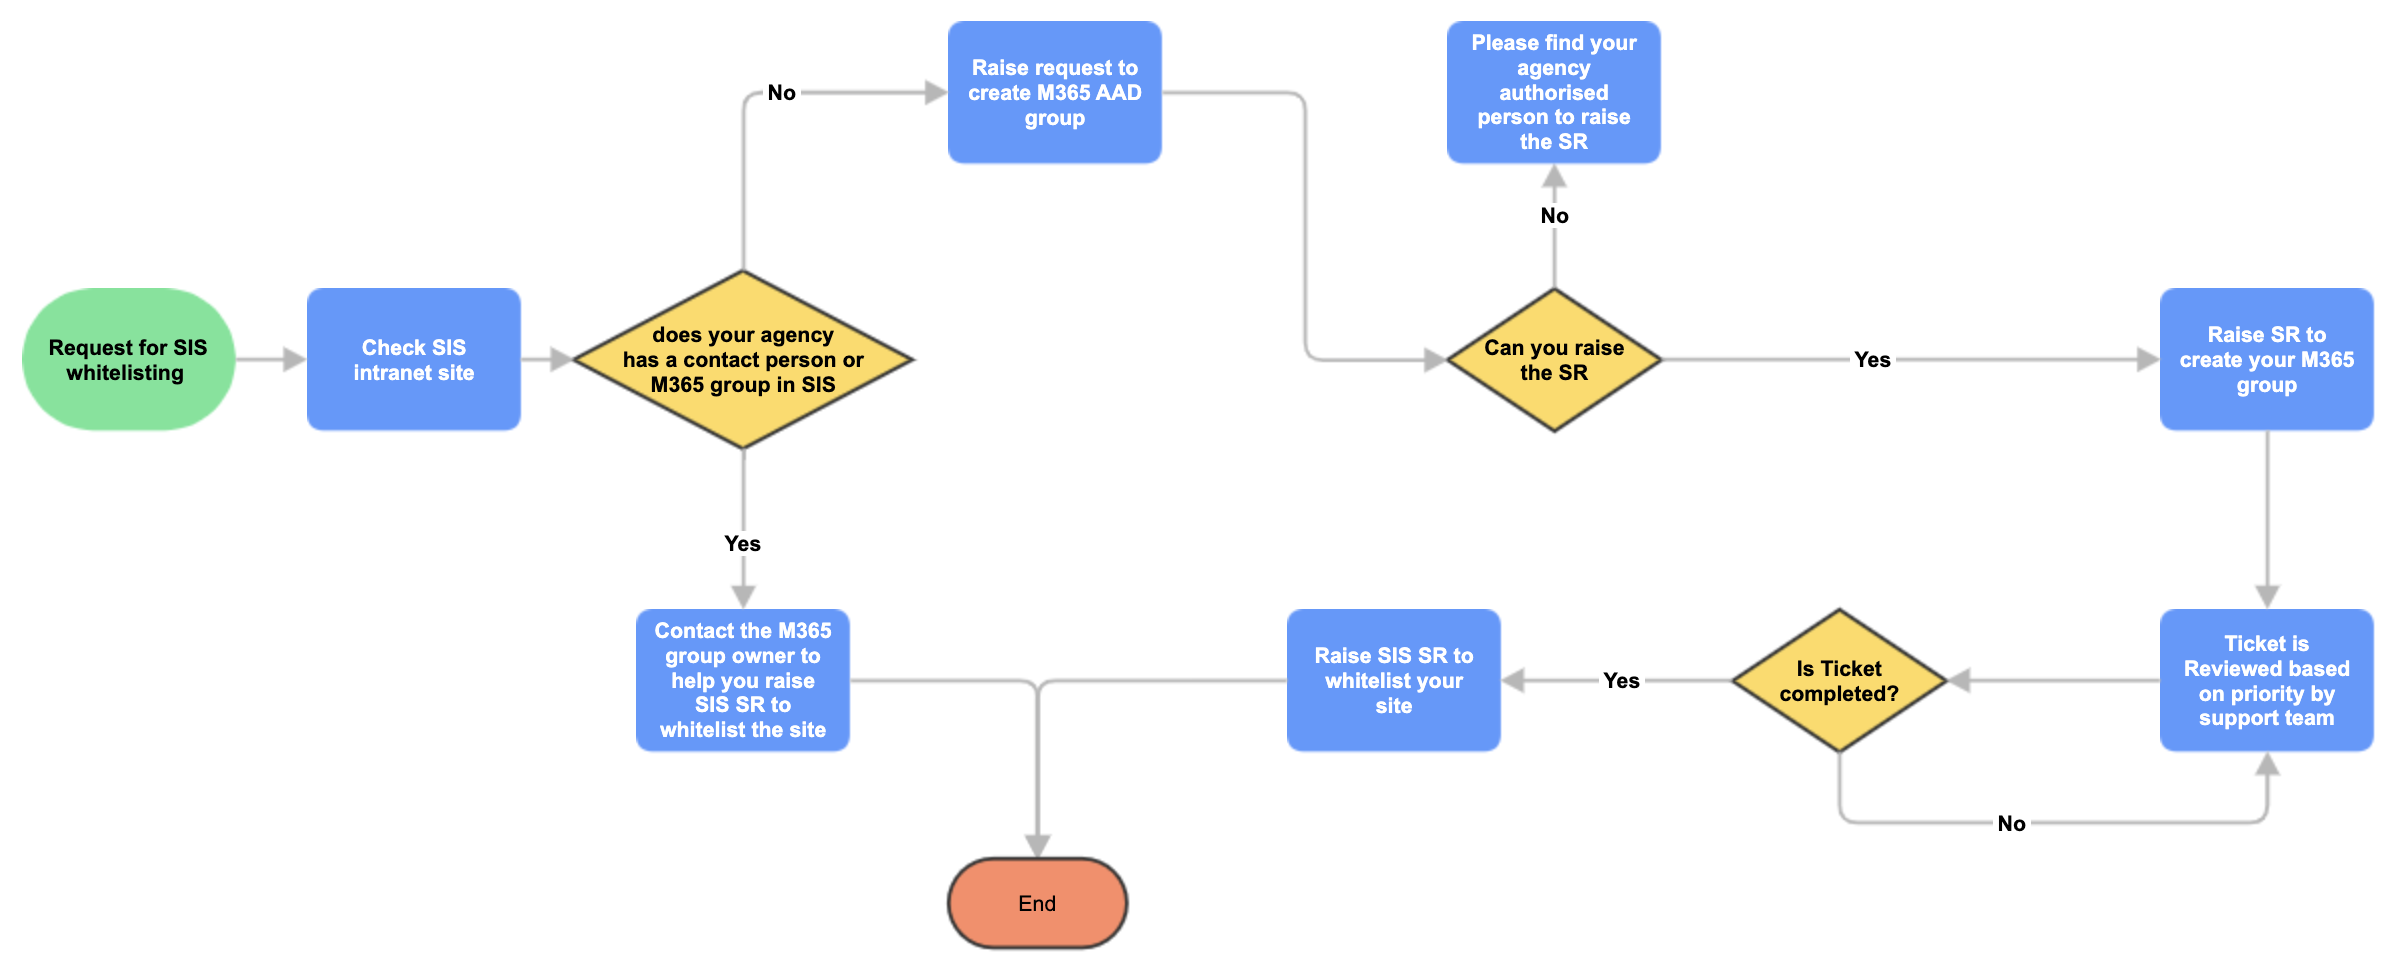 Request for SIS
whitelisting
Check SIS
intranet site
does your agency
has a contact person or
M365 group in SIS
No
Raise request to
create M365 AAD
group
Can you raise
the SR
No
Please find your
agency
authorised
person to raise
the SR
Yes
Raise SR to
create your M365
group
Ticket is
Reviewed based
on priority by
support team
Is Ticket
completed?
No
Yes
Raise SIS SR to
whitelist your
site
Yes
Contact the M365
group owner to
help you raise
SIS SR to
whitelist the site
End